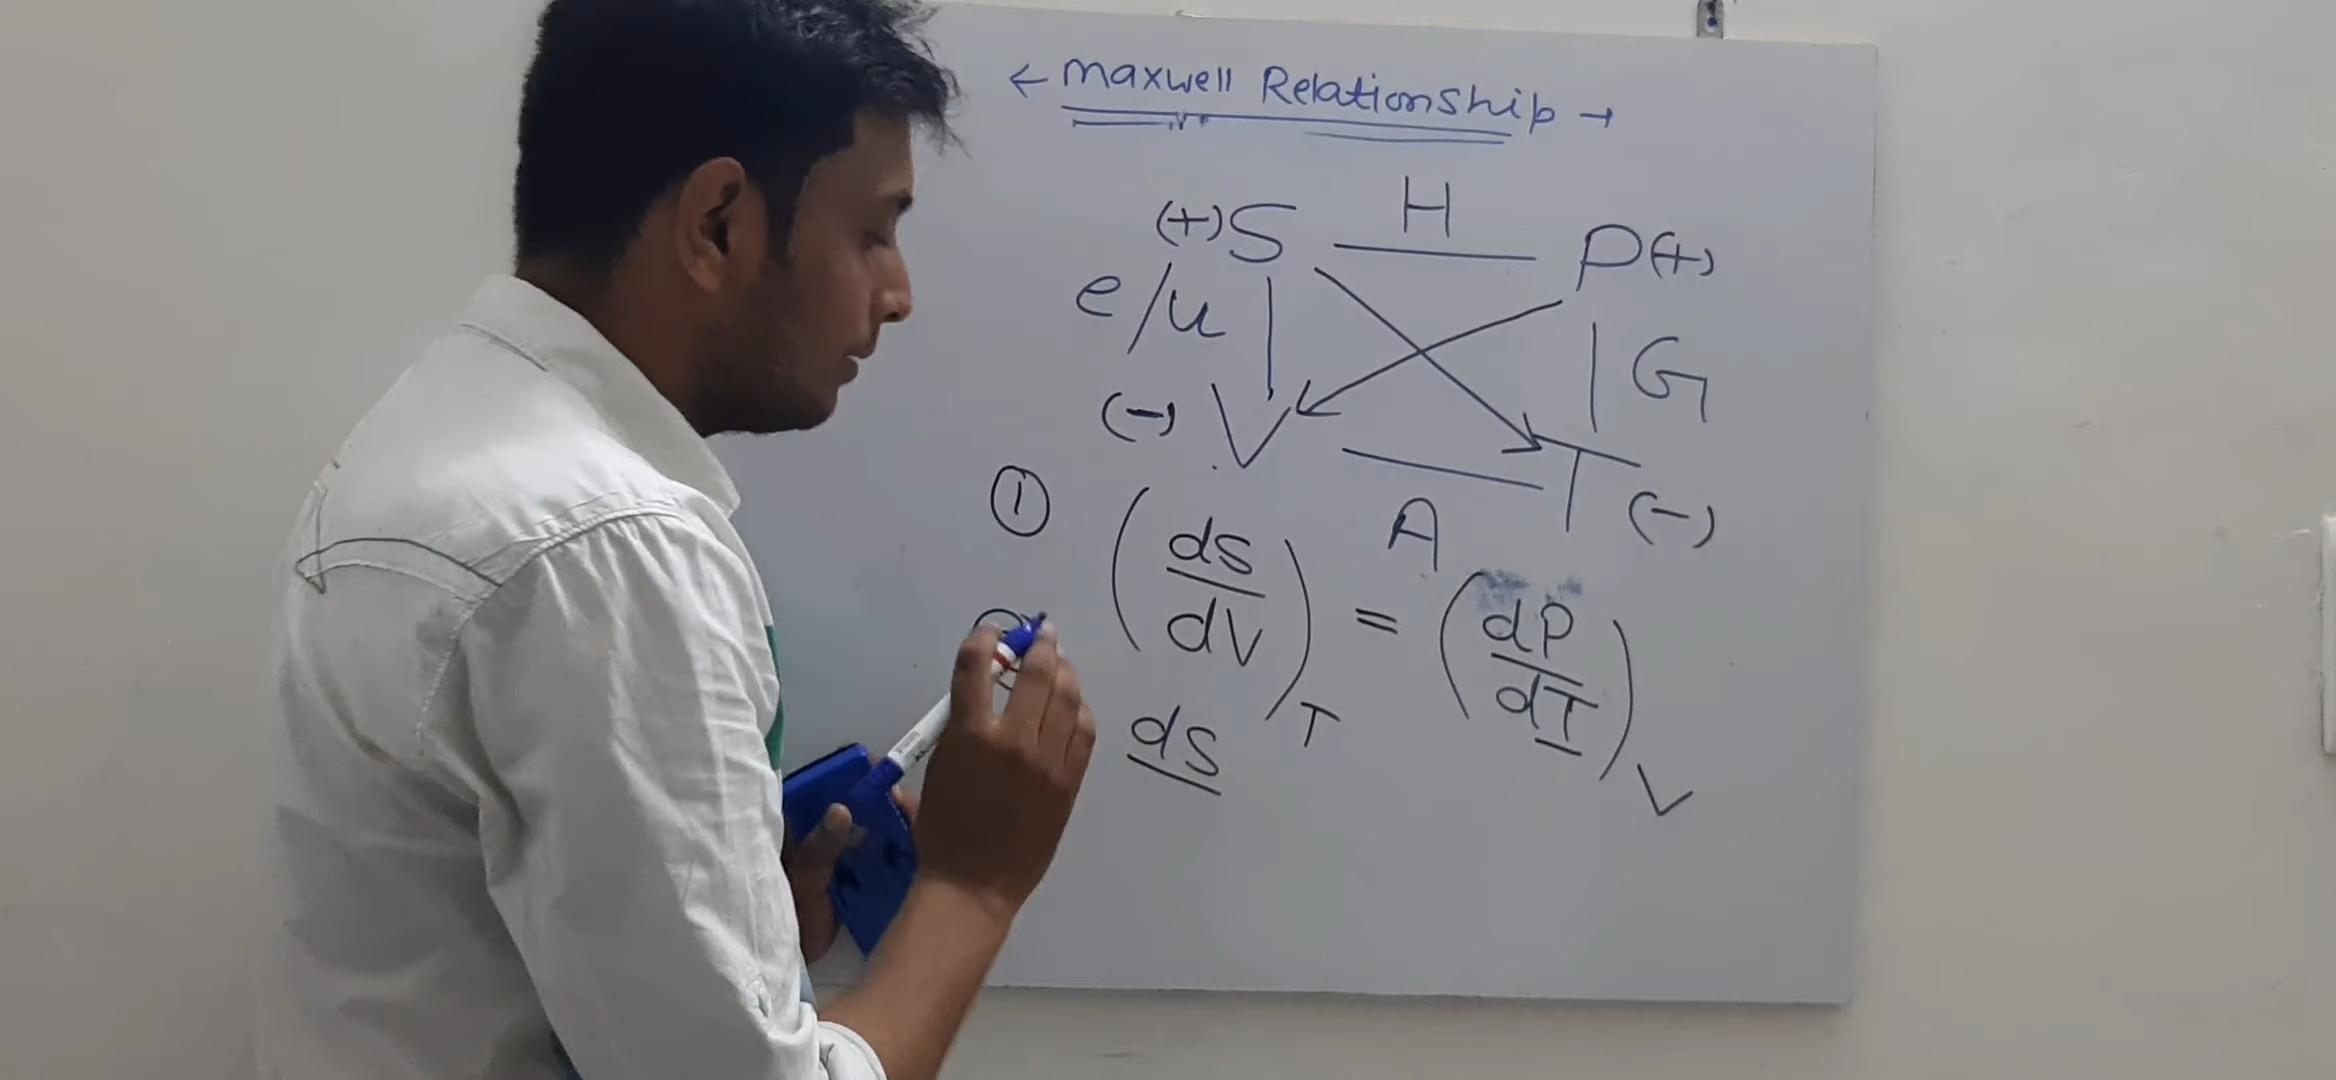 ← Maxwell Relationship →
H
(+) S P(+)
e/u G
(-) V T (-)
A
① (dS/dV)T = (dP/dT)V
dS